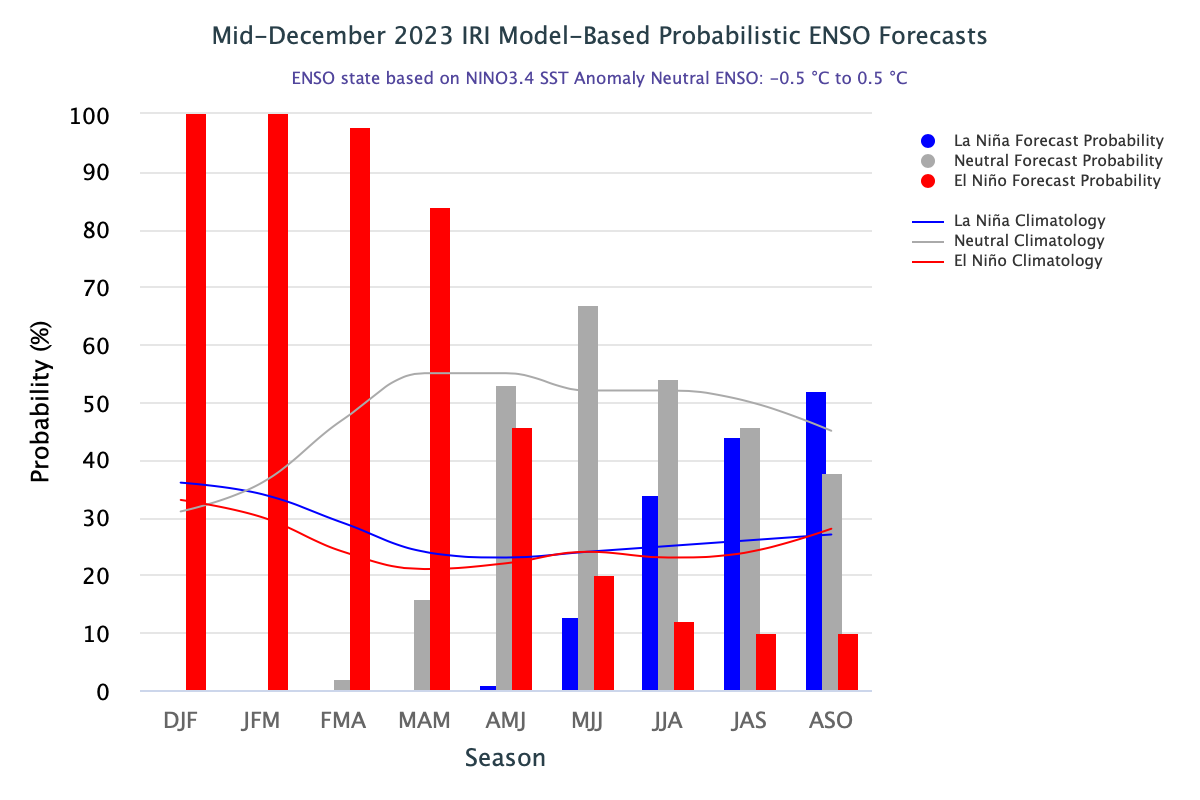 Mid-December 2023 IRI Model-Based Probabilistic ENSO Forecasts
ENSO state based on NINO3.4 SST Anomaly Neutral ENSO: -0.5 °C to 0.5 °C
Probability (%)
100
90
80
70
60
50
40
30
20
10
0
DJF JFM FMA MAM AMJ MJJ JJA JAS ASO
Season
La Niña Forecast Probability
Neutral Forecast Probability
El Niño Forecast Probability
La Niña Climatology
Neutral Climatology
El Niño Climatology